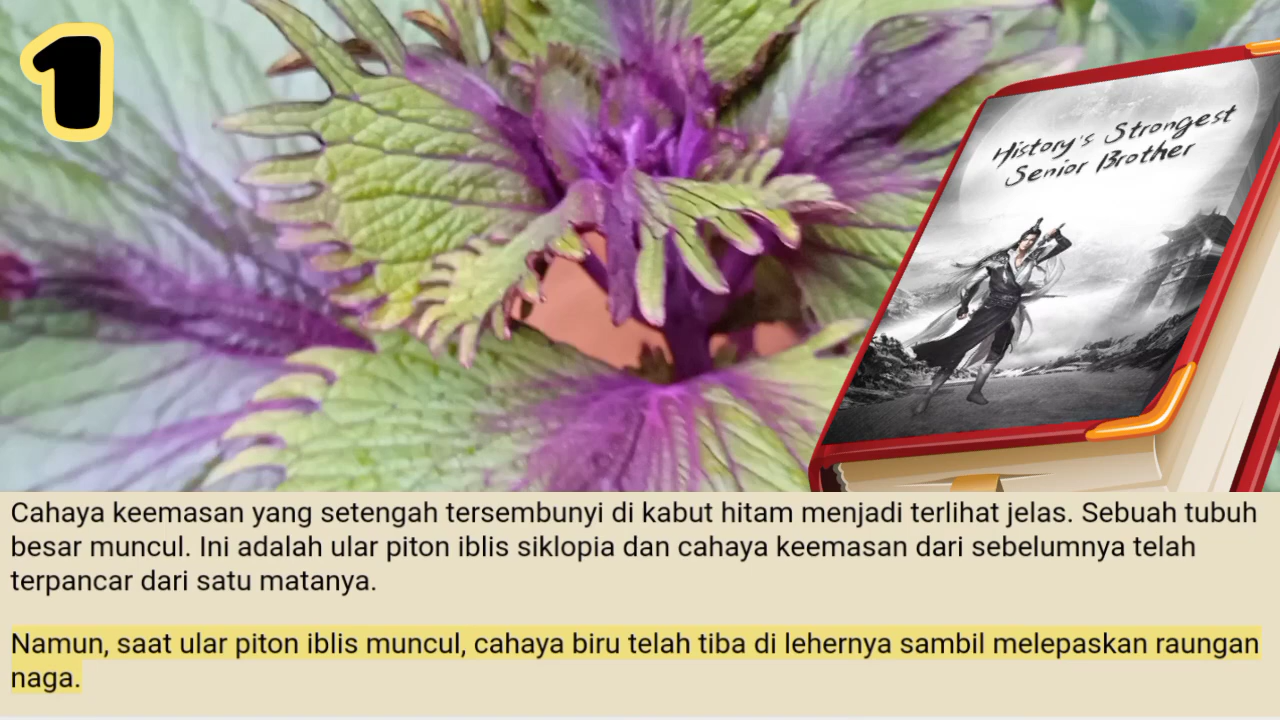 1
History's Strongest
Senior Brother
Cahaya keemasan yang setengah tersembunyi di kabut hitam menjadi terlihat jelas. Sebuah tubuh
besar muncul. Ini adalah ular piton iblis siklopia dan cahaya keemasan dari sebelumnya telah
terpancar dari satu matanya.
Namun, saat ular piton iblis muncul, cahaya biru telah tiba di lehernya sambil melepaskan raungan
naga.